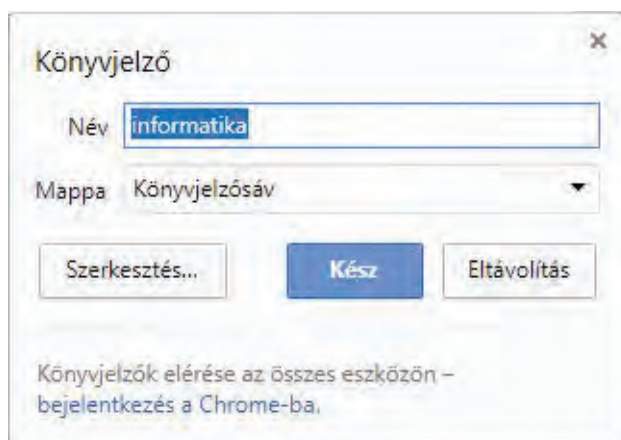 Könyvjelző
Név informatika
Mappa Könyvjelzősáv
Szerkesztés... Kész Eltávolítás
Könyvjelzők elérése az összes eszközön –
bejelentkezés a Chrome-ba.